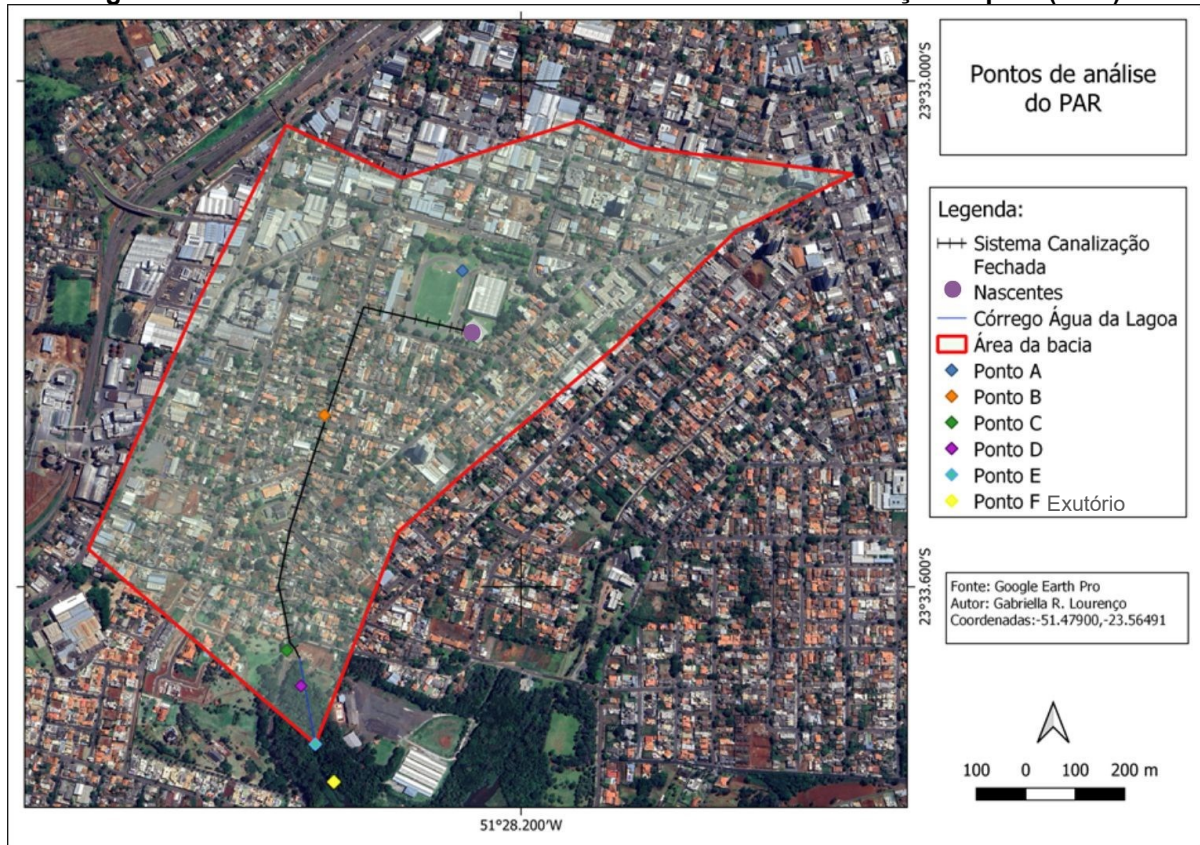 Pontos de análise
do PAR
23°33.000'S
Legenda:
Sistema Canalização
Fechada
Nascentes
Córrego Água da Lagoa
Área da bacia
Ponto A
Ponto B
Ponto C
Ponto D
Ponto E
Ponto F Exutório
23°33.600'S
Fonte: Google Earth Pro
Autor: Gabriella R. Lourenço
Coordenadas:-51.47900,-23.56491
100 0 100 200 m
51°28.200'W